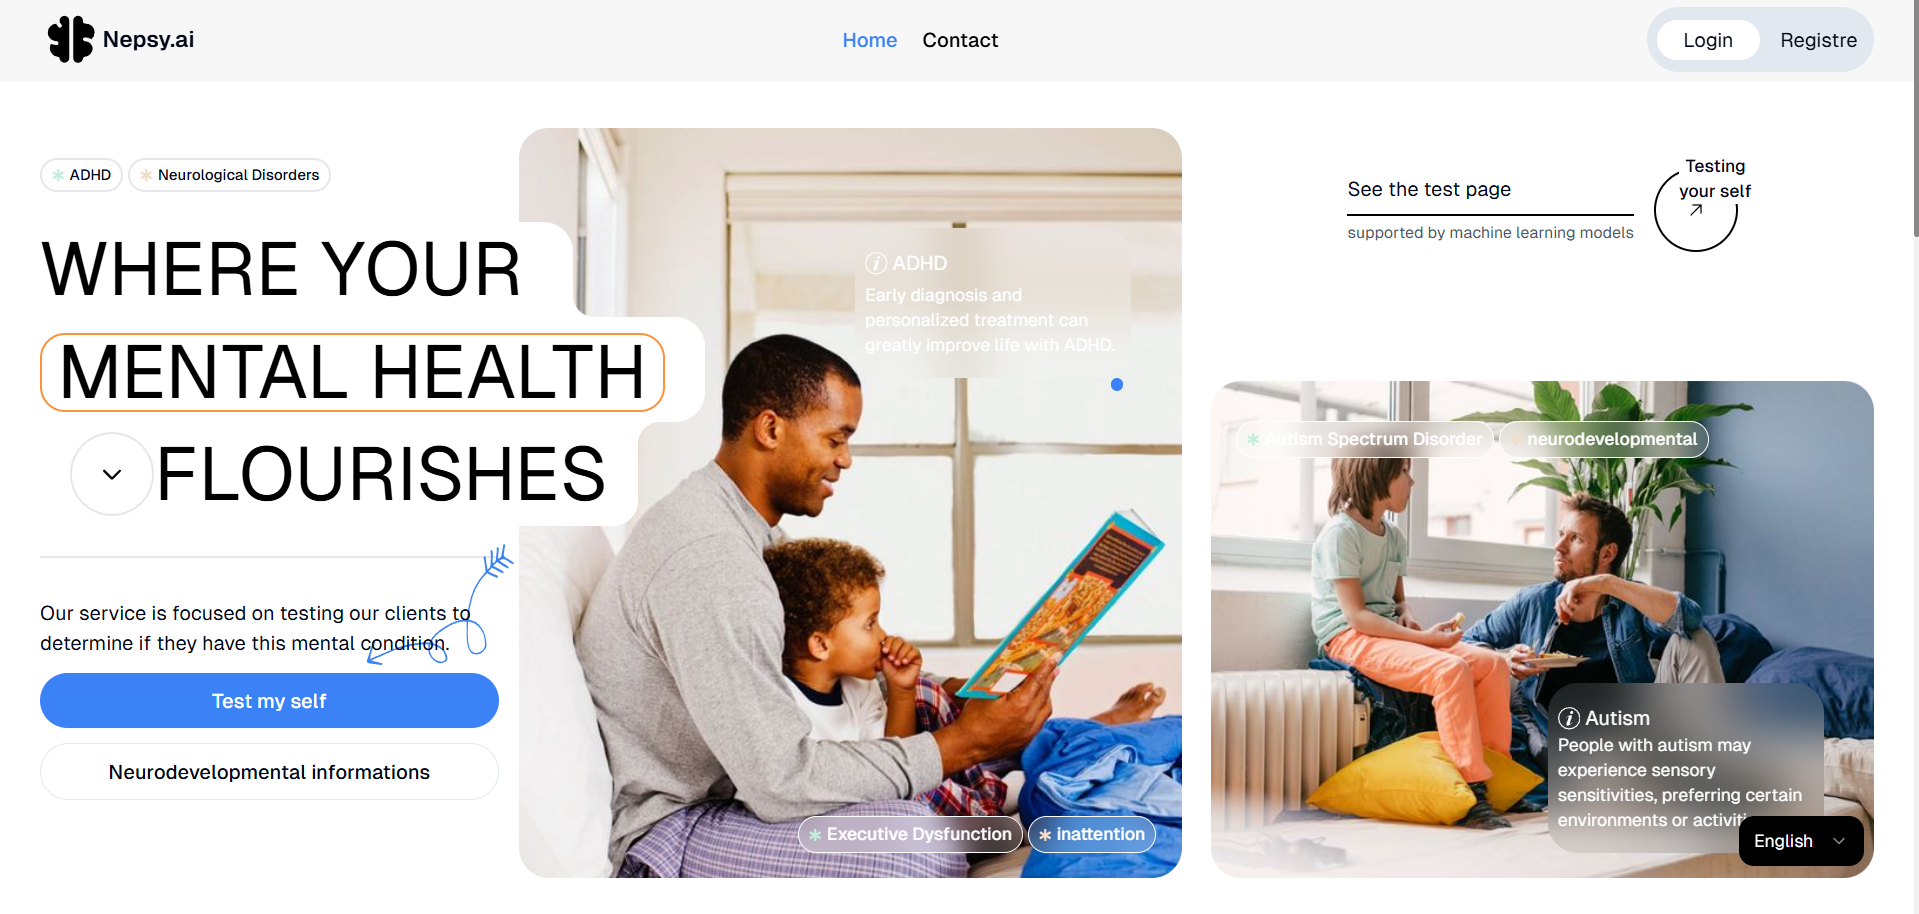 Nepsy.ai
Home
Contact
Login
Registre
ADHD
Neurological Disorders
WHERE YOUR
MENTAL HEALTH
FLOURISHES
Our service is focused on testing our clients to
determine if they have this mental condition.
Test my self
Neurodevelopmental informations
ADHD
Early diagnosis and
personalized treatment can
greatly improve life with ADHD.
Executive Dysfunction
inattention
See the test page
supported by machine learning models
Testing
your self
Autism Spectrum Disorder
neurodevelopmental
Autism
People with autism may
experience sensory
sensitivities, preferring certain
environments or activiti
English